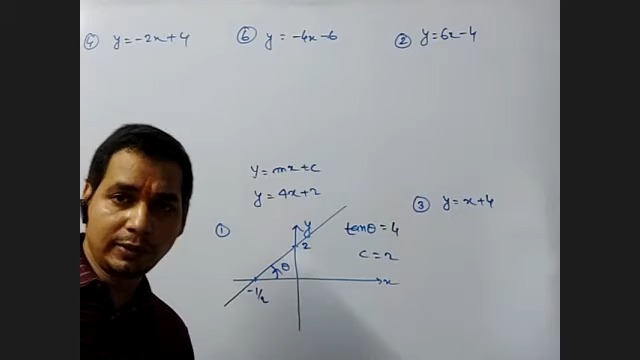 ④ y = -2x + 4
⑥ y = -4x - 6
② y = 6x - 4
y = mx + c
y = 4x + 2
③ y = x + 4
①
y
tanθ = 4
2
c = 2
θ
x
-1/2